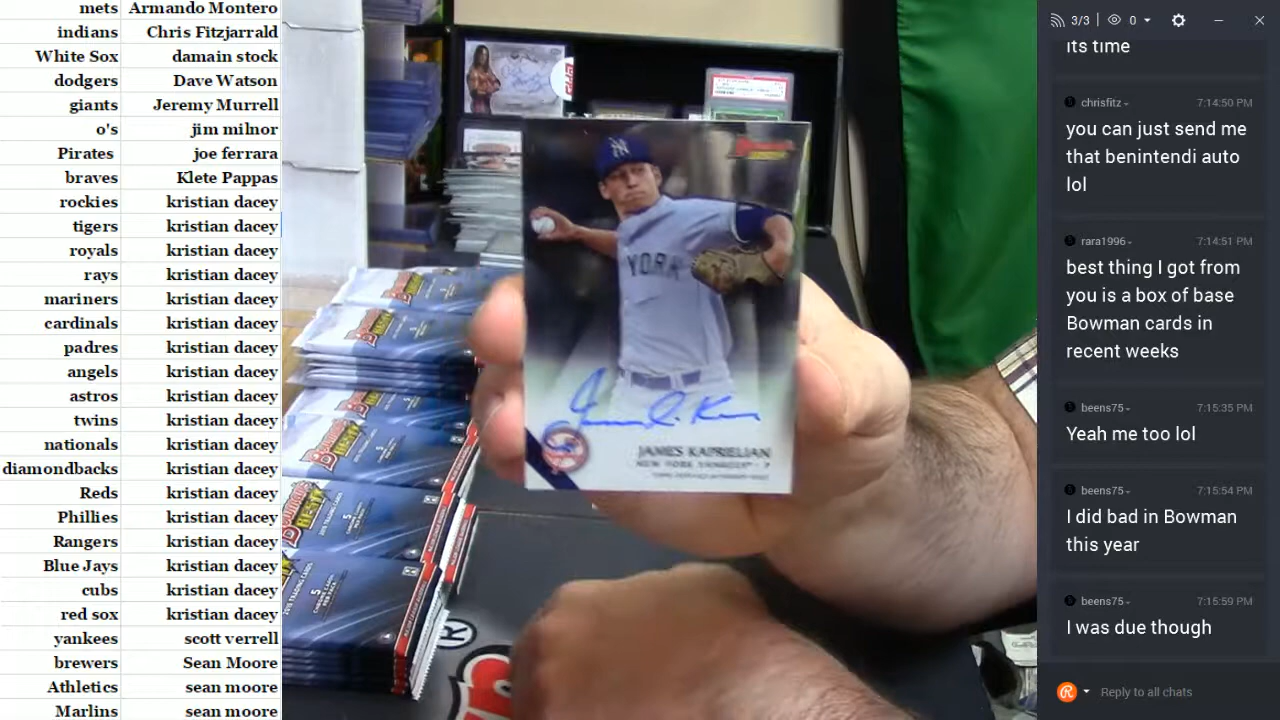 mets Armando Montero
indians Chris Fitzjarrald
White Sox damain stock
dodgers Dave Watson
giants Jeremy Murrell
o's jim milnor
Pirates joe ferrara
braves Klete Pappas
rockies kristian dacey
tigers kristian dacey
royals kristian dacey
rays kristian dacey
mariners kristian dacey
cardinals kristian dacey
padres kristian dacey
angels kristian dacey
astros kristian dacey
twins kristian dacey
nationals kristian dacey
diamondbacks kristian dacey
Reds kristian dacey
Phillies kristian dacey
Rangers kristian dacey
Blue Jays kristian dacey
cubs kristian dacey
red sox kristian dacey
yankees scott verrell
brewers Sean Moore
Athletics sean moore
Marlins sean moore
NY
YORK
JAMES KAPRIELIAN
NEW YORK YANKEES - P
3/3 0
its time
chrisfitz 7:14:50 PM
you can just send me
that benintendi auto
lol
rara1996 7:14:51 PM
best thing I got from
you is a box of base
Bowman cards in
recent weeks
beens75 7:15:35 PM
Yeah me too lol
beens75 7:15:54 PM
I did bad in Bowman
this year
beens75 7:15:59 PM
I was due though
Reply to all chats